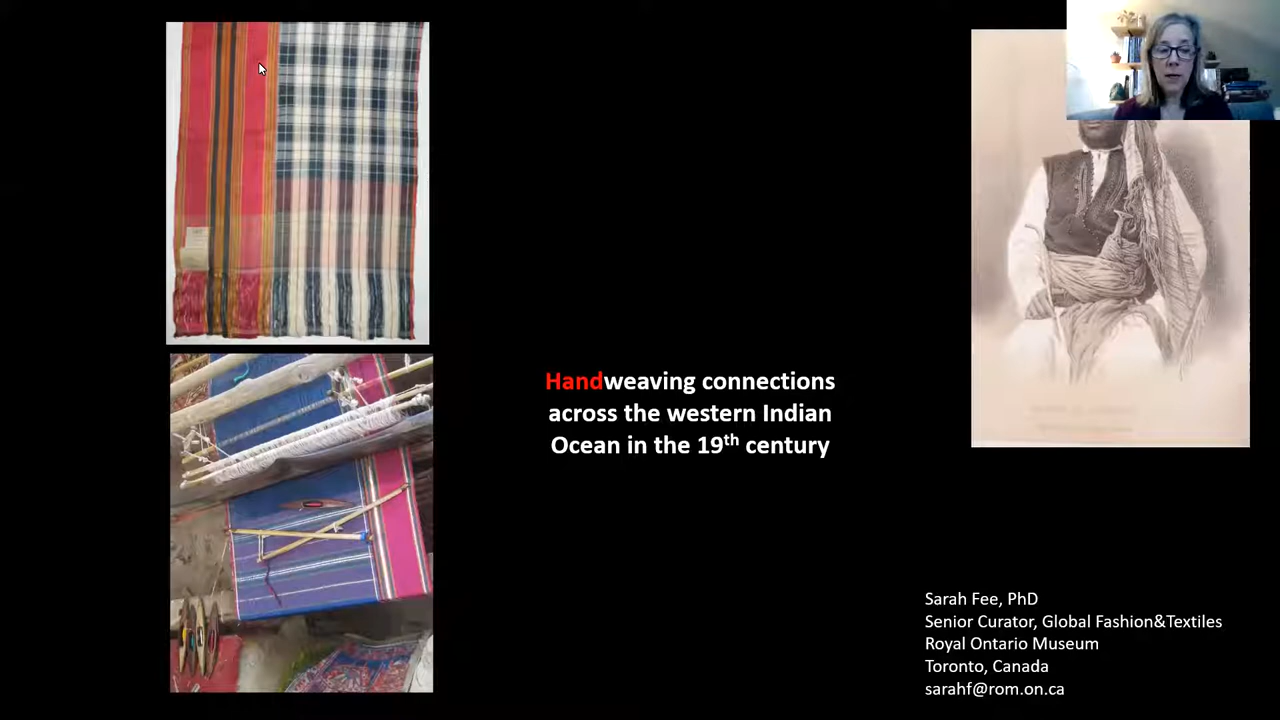 Handweaving connections
across the western Indian
Ocean in the 19th century
Sarah Fee, PhD
Senior Curator, Global Fashion&Textiles
Royal Ontario Museum
Toronto, Canada
sarahf@rom.on.ca